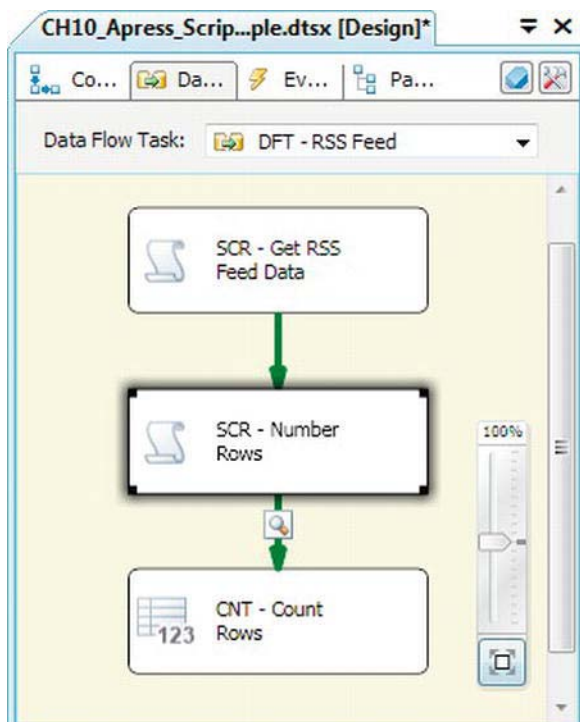 CH10_Apress_Scrip...ple.dtsx [Design]*
Co... Da... Ev... Pa...
Data Flow Task: DFT - RSS Feed
SCR - Get RSS
Feed Data
SCR - Number
Rows
100%
CNT - Count
Rows
123